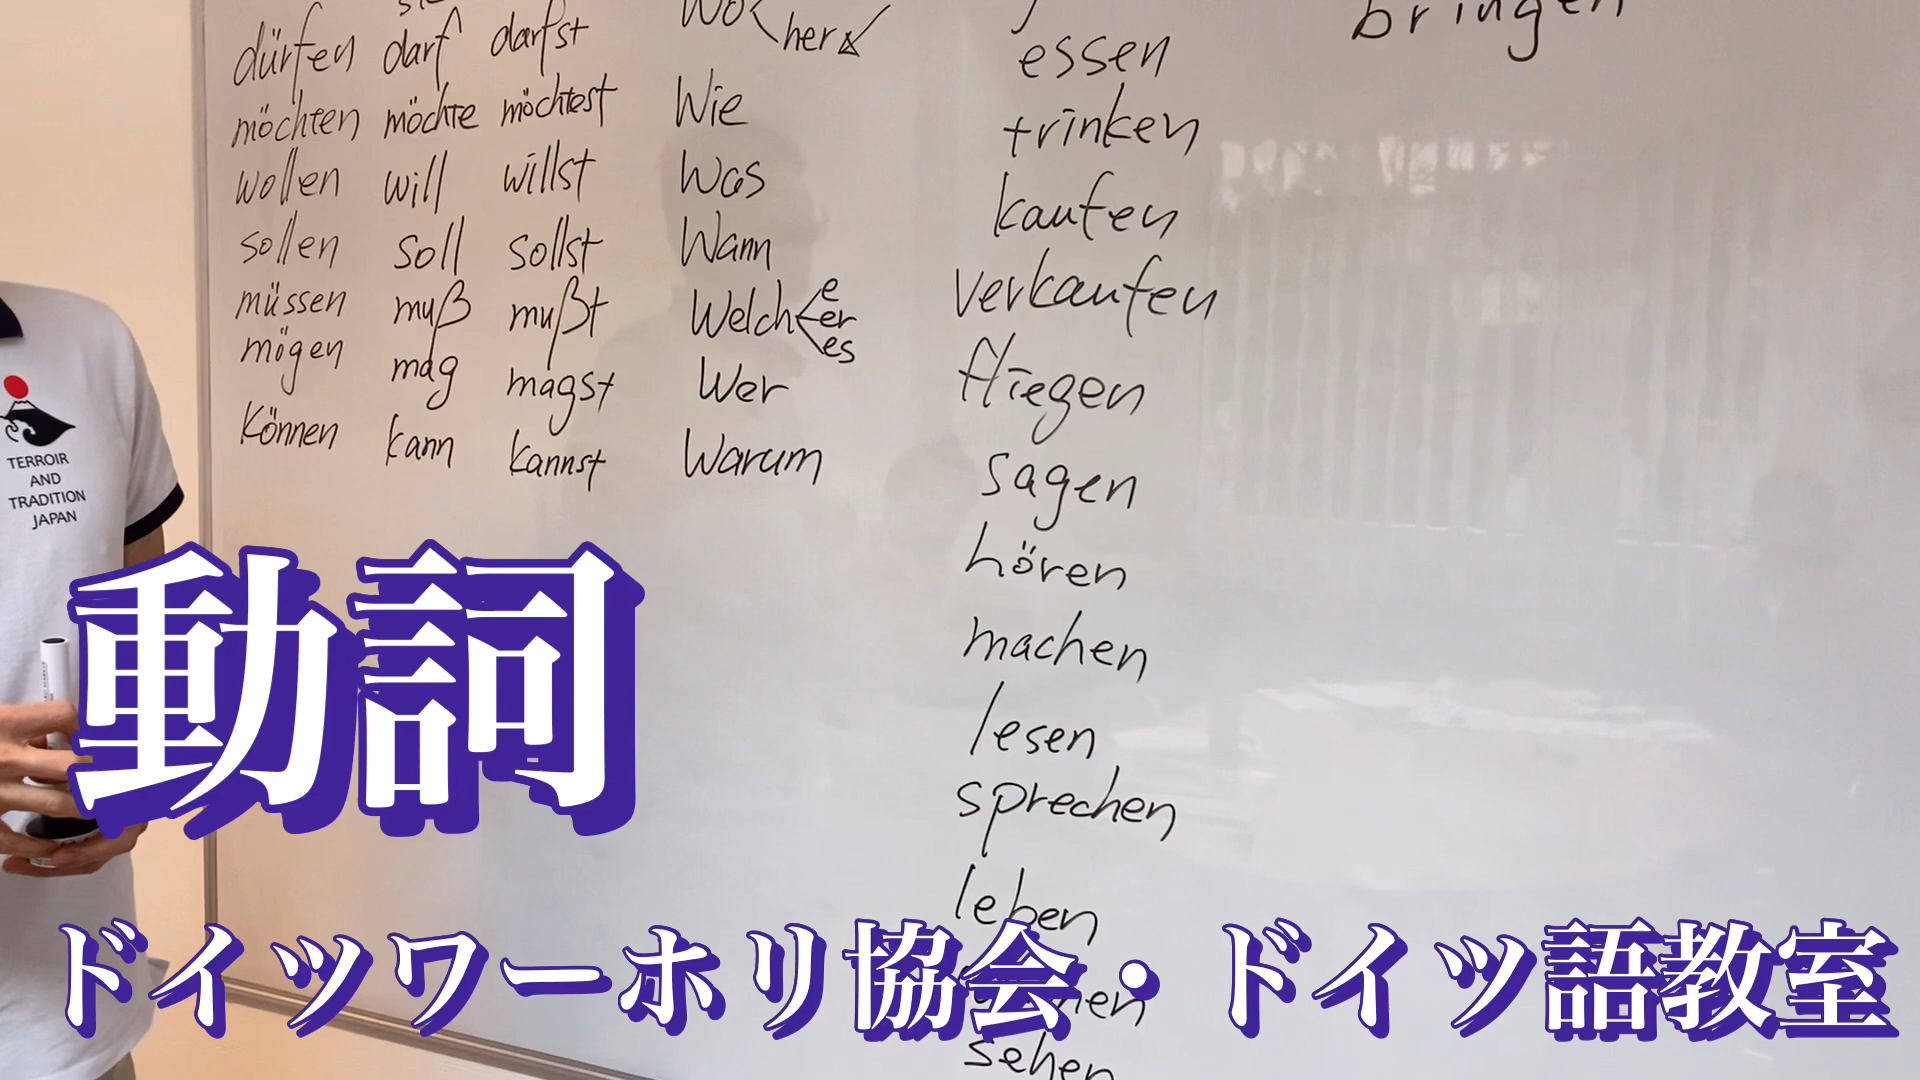 dürfen darf darfst
möchten möchte möchtest
wollen will willst
sollen soll sollst
müssen muß mußt
mögen mag magst
können kann kannst
Wo
her
Wie
Was
Wann
Welch e
er
es
Wer
Warum
essen
trinken
kaufen
verkaufen
fliegen
sagen
hören
machen
lesen
sprechen
leben
sehen
bringen
TERROIR
AND
TRADITION
JAPAN
動詞
ドイツワーホリ協会・ドイツ語教室